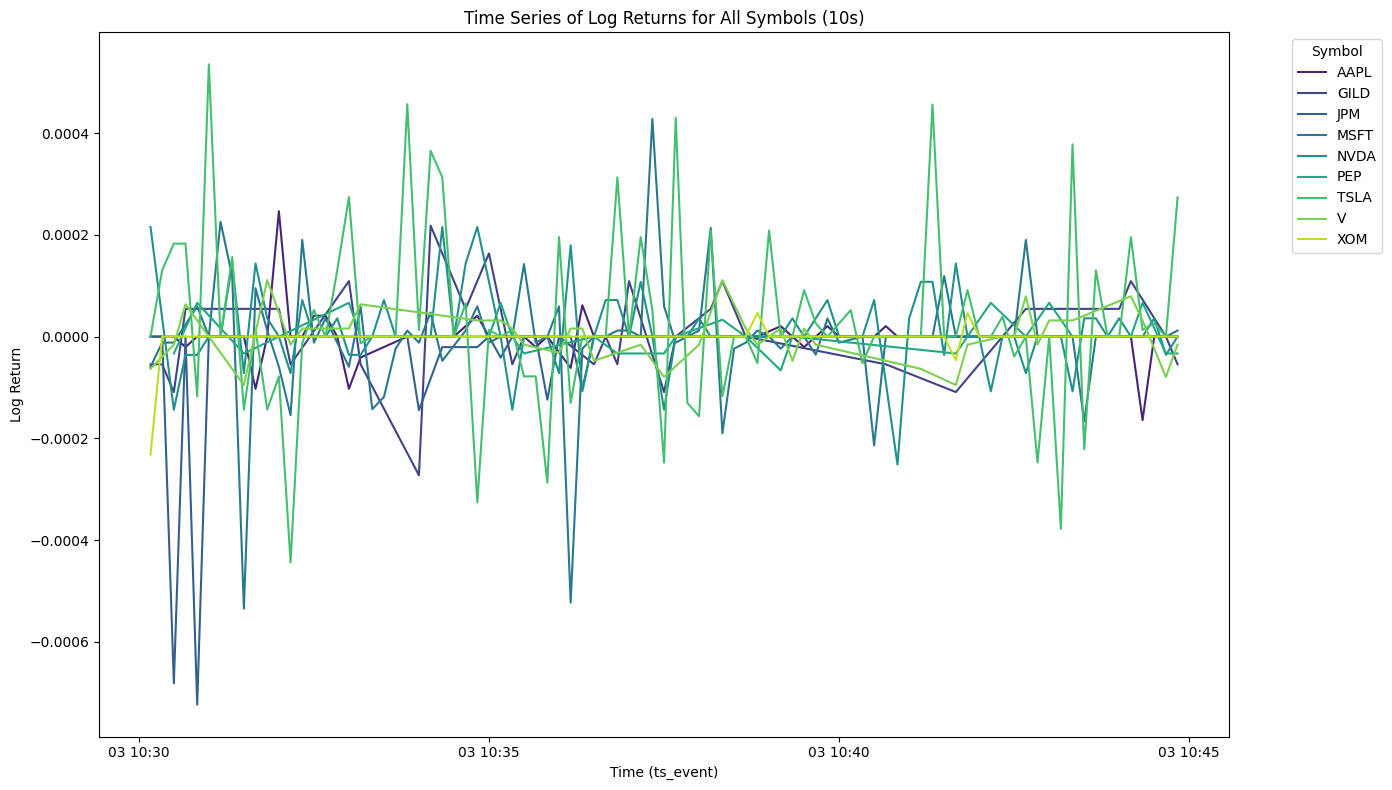 Time Series of Log Returns for All Symbols (10s)
Symbol
AAPL
GILD
JPM
MSFT
NVDA
PEP
TSLA
V
XOM
Log Return
0.0004
0.0002
0.0000
−0.0002
−0.0004
−0.0006
03 10:30
03 10:35
03 10:40
03 10:45
Time (ts_event)